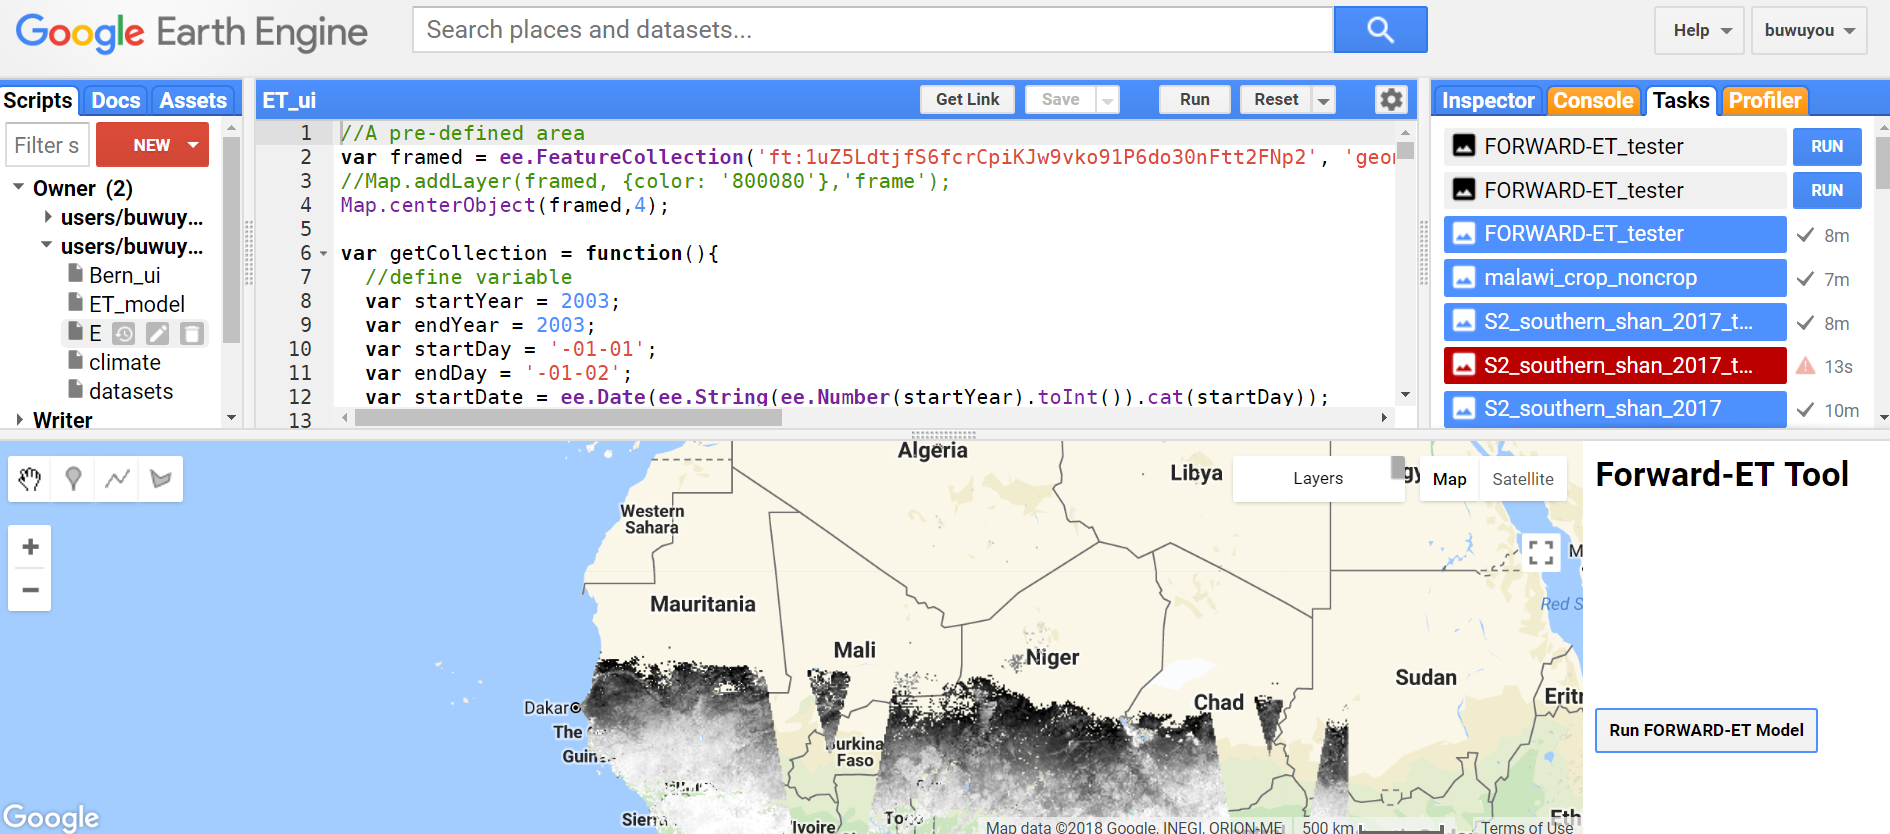 Google Earth Engine
Search places and datasets...
Help
buwuyou
Scripts Docs Assets
Filter s
NEW
Owner (2)
users/buwuy...
users/buwuy...
Bern_ui
ET_model
E
climate
datasets
Writer
ET_ui
Get Link Save Run Reset
1 //A pre-defined area
2 var framed = ee.FeatureCollection('ft:1uZ5LdtjfS6fcrCpiKJw9vko91P6do30nFtt2FNp2', 'geor
3 //Map.addLayer(framed, {color: '800080'},'frame');
4 Map.centerObject(framed,4);
5
6 var getCollection = function(){
7 //define variable
8 var startYear = 2003;
9 var endYear = 2003;
10 var startDay = '-01-01';
11 var endDay = '-01-02';
12 var startDate = ee.Date(ee.String(ee.Number(startYear).toInt()).cat(startDay));
13
Inspector Console Tasks Profiler
FORWARD-ET_tester RUN
FORWARD-ET_tester RUN
FORWARD-ET_tester 8m
malawi_crop_noncrop 7m
S2_southern_shan_2017_t... 8m
S2_southern_shan_2017_t... 13s
S2_southern_shan_2017 10m
Algeria
Libya
Layers
Map Satellite
Western
Sahara
Mauritania
Mali
Niger
Chad
Sudan
Eritr
Red S
Dakar
The
Guin
Burkina
Faso
Sierra
Togo
Ivoire
Eth
Google
Map data ©2018 Google, INEGI, ORION-ME
500 km
Terms of Use
Forward-ET Tool
Run FORWARD-ET Model